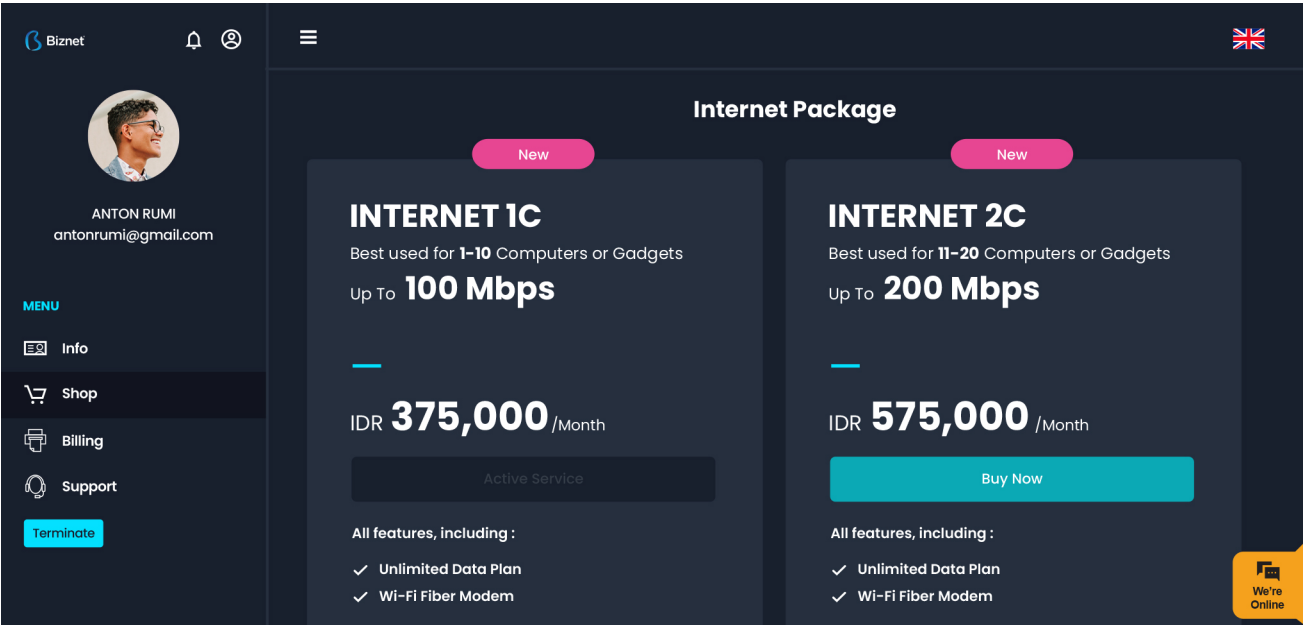 Biznet
ANTON RUMI
antonrumi@gmail.com
MENU
Info
Shop
Billing
Support
Terminate
Internet Package
New
INTERNET 1C
Best used for 1-10 Computers or Gadgets
Up To 100 Mbps
IDR 375,000 /Month
Active Service
All features, including :
Unlimited Data Plan
Wi-Fi Fiber Modem
New
INTERNET 2C
Best used for 11-20 Computers or Gadgets
Up To 200 Mbps
IDR 575,000 /Month
Buy Now
All features, including :
Unlimited Data Plan
Wi-Fi Fiber Modem
We're
Online